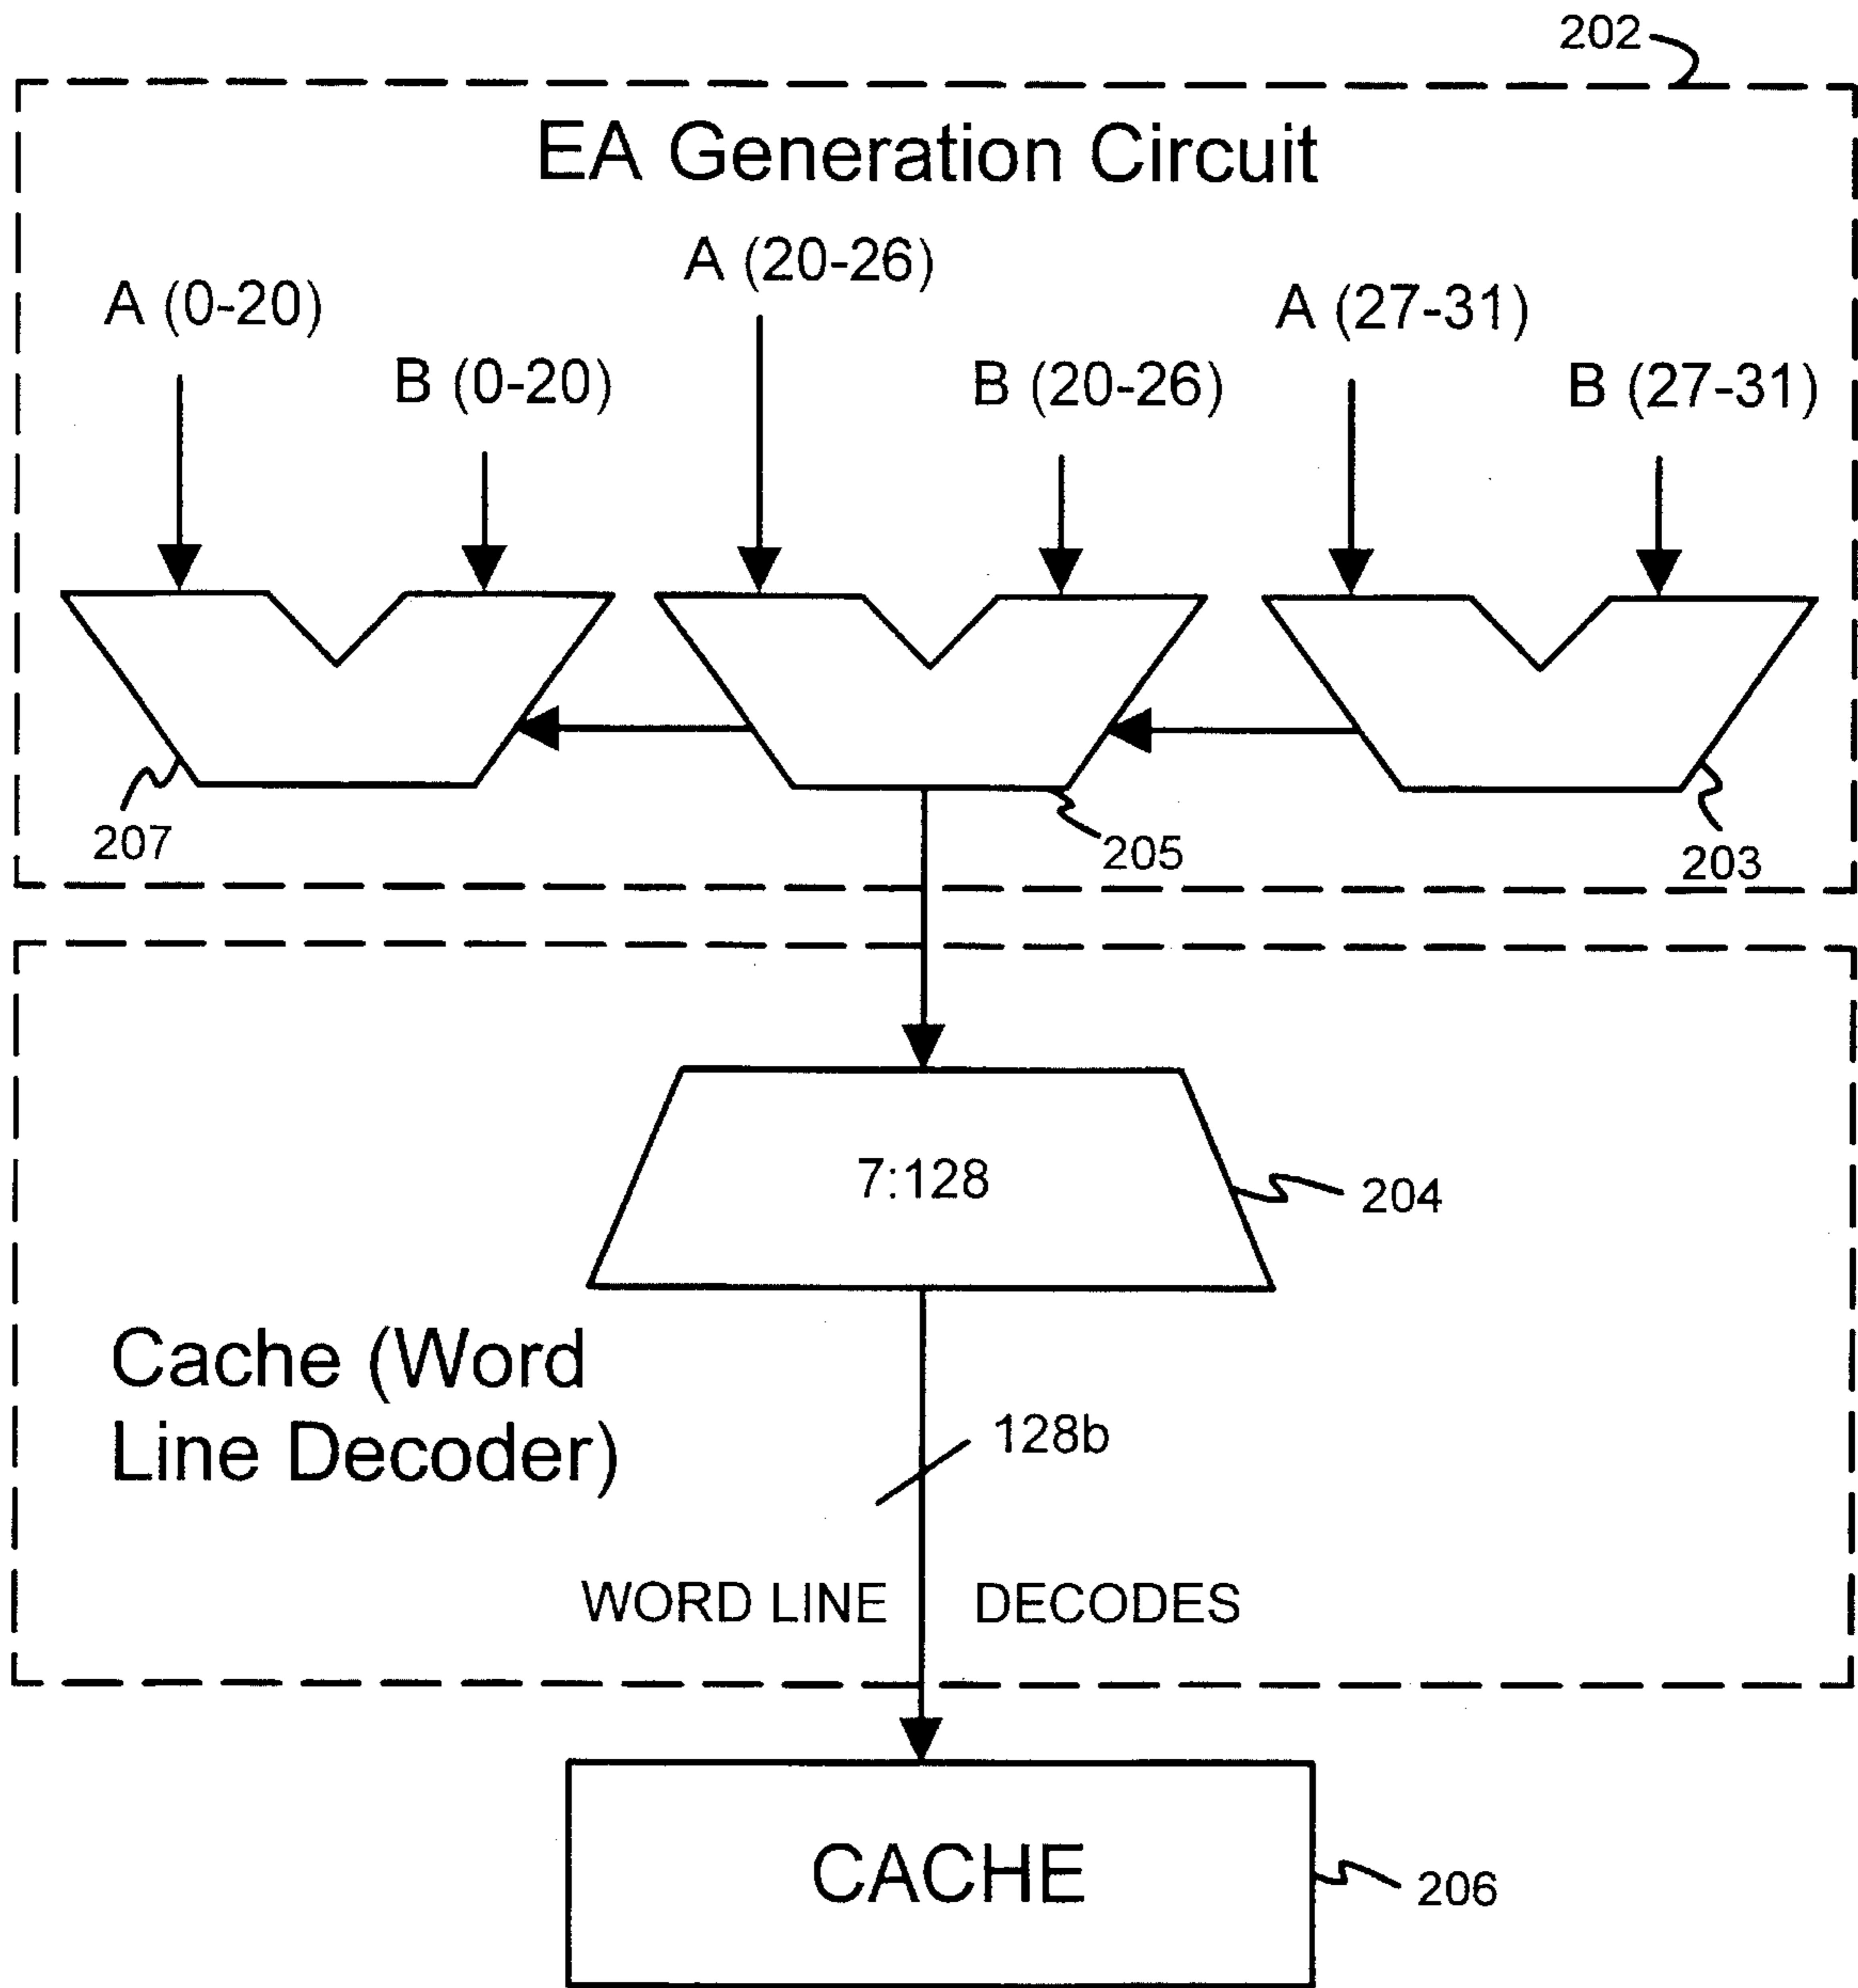 202
EA Generation Circuit
A (20-26)
A (0-20)
A (27-31)
B (0-20)
B (20-26)
B (27-31)
207
205
203
7:128
204
Cache (Word
Line Decoder)
128b
WORD LINE DECODES
CACHE
206